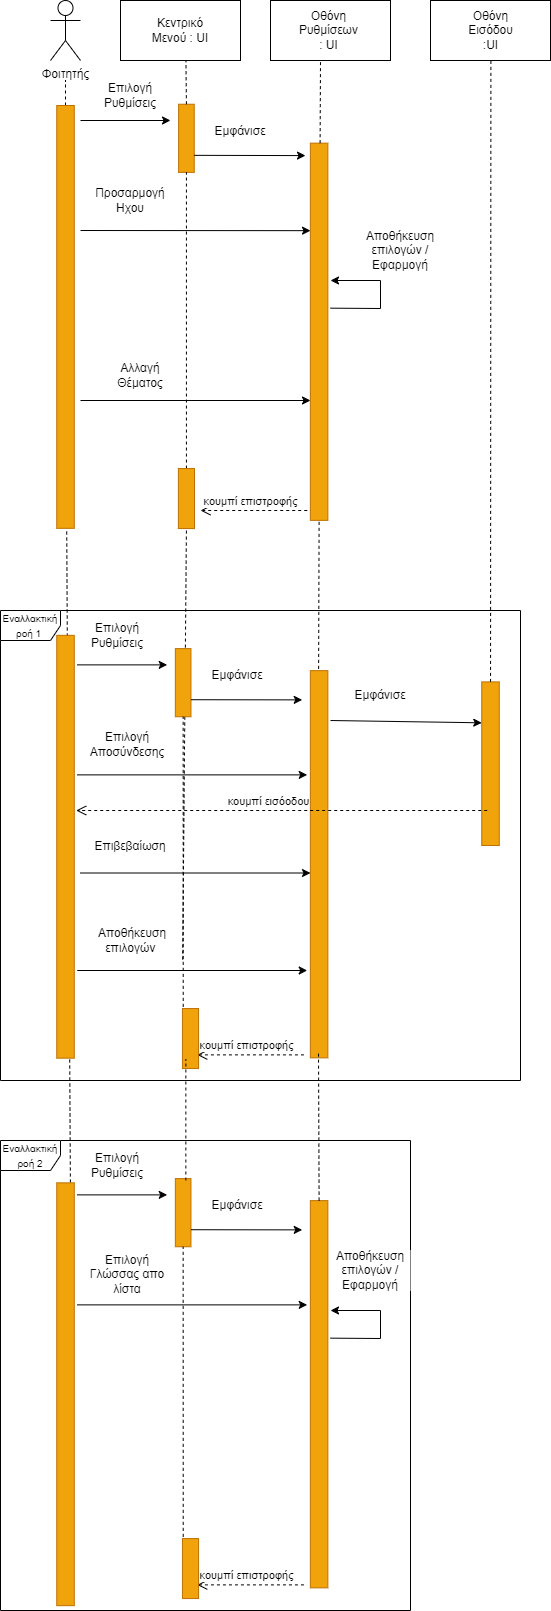 Φοιτητής
Κεντρικό
Μενού : UI
Οθόνη
Ρυθμίσεων
: UI
Οθόνη
Εισόδου
:UI
Επιλογή
Ρυθμίσεις
Εμφάνισε
Προσαρμογή
Ηχου
Αποθήκευση
επιλογών /
Εφαρμογή
Αλλαγή
Θέματος
κουμπί επιστροφής
Εναλλακτική
ροή 1
Επιλογή
Ρυθμίσεις
Εμφάνισε
Εμφάνισε
Επιλογή
Αποσύνδεσης
κουμπί εισόοδου
Επιβεβαίωση
Αποθήκευση
επιλογών
κουμπί επιστροφής
Εναλλακτική
ροή 2
Επιλογή
Ρυθμίσεις
Εμφάνισε
Επιλογή
Γλώσσας απο
λίστα
Αποθήκευση
επιλογών /
Εφαρμογή
κουμπί επιστροφής